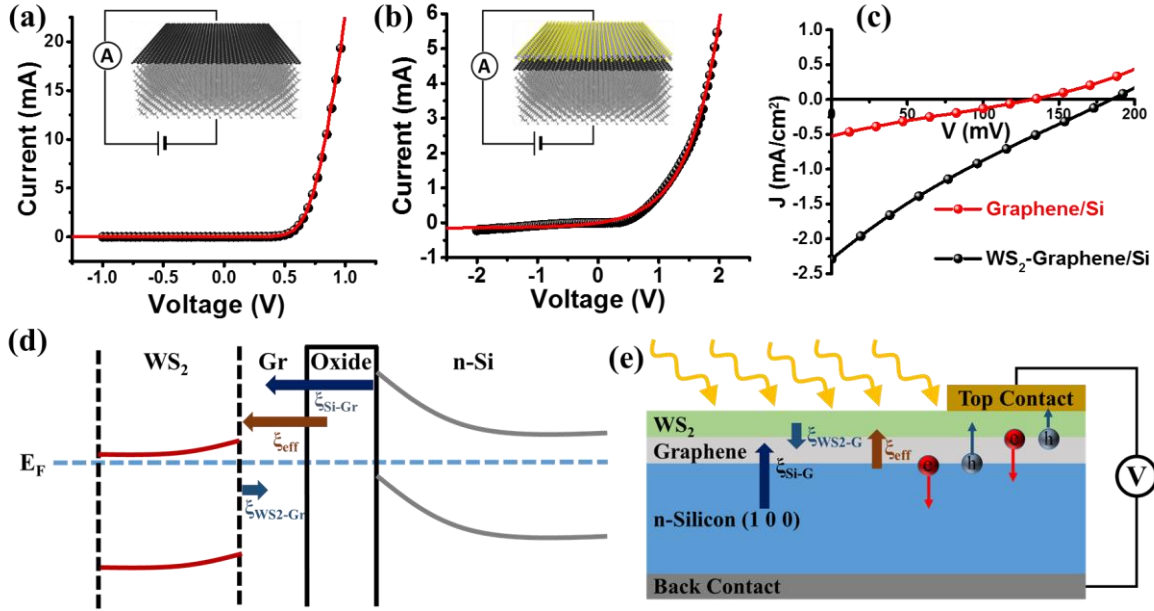 (a)
20
15
10
5
0
Current (mA)
A
-1.0 -0.5 0.0 0.5 1.0
Voltage (V)
(b)
6
5
4
3
2
1
0
-1
Current (mA)
A
-2 -1 0 1 2
Voltage (V)
(c)
1.0
0.5
0.0
-0.5
-1.0
-1.5
-2.0
-2.5
J (mA/cm²)
50 100 150 200
V (mV)
Graphene/Si
WS₂-Graphene/Si
(d)
WS₂ Gr Oxide n-Si
ξSi-Gr
ξeff
EF
ξWS2-Gr
(e)
Top Contact
WS₂
Graphene
ξWS2-G
ξeff
ξSi-G
e
h
e
h
n-Silicon (1 0 0)
Back Contact
V